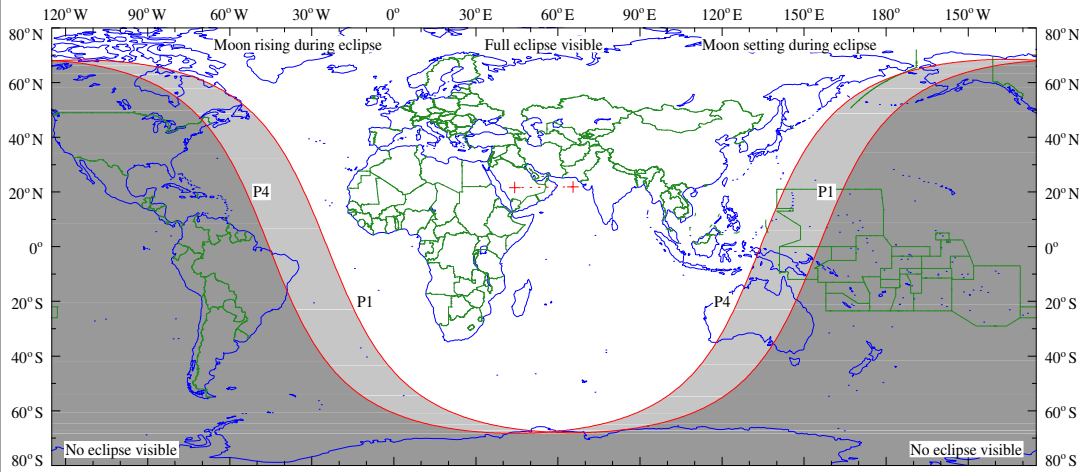 120°W 90°W 60°W 30°W 0° 30°E 60°E 90°E 120°E 150°E 180° 150°W
80°N 80°N
Moon rising during eclipse Full eclipse visible Moon setting during eclipse
60°N 60°N
40°N 40°N
20°N P4 P1 20°N
0° 0°
20°S P1 P4 20°S
40°S 40°S
60°S 60°S
No eclipse visible No eclipse visible
80°S 80°S